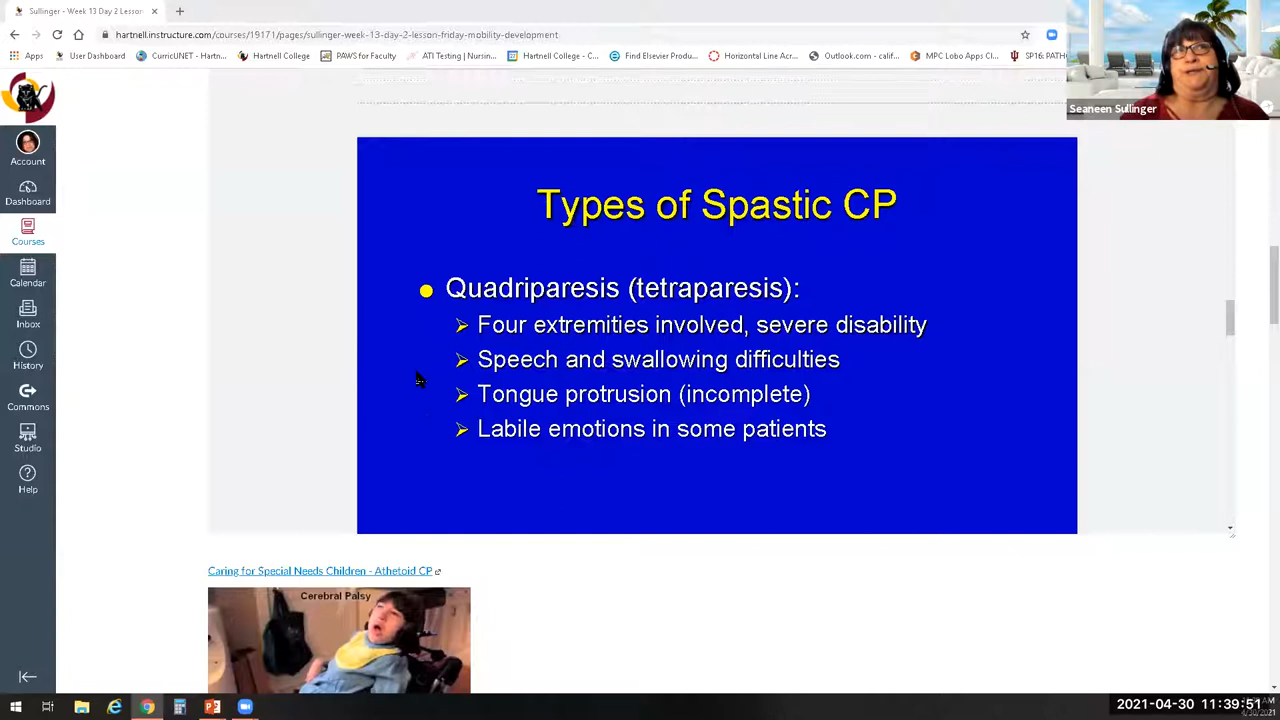 Sullinger - Week 13 Day 2 Lesson
hartnell.instructure.com/courses/19171/pages/sullinger-week-13-day-2-lesson-friday-mobility-development
Apps
User Dashboard
CurricUNET - Hartn...
Hartnell College
PAWS for Faculty
ATI Testing | Nursin...
Hartnell College - C...
Find Elsevier Produ...
Horizontal Line Acr...
Outlook.com - calif...
MPC Lobo Apps Cl...
Seaneen Sullinger
Account
Dashboard
Courses
Calendar
Inbox
History
Commons
Studio
Help
Types of Spastic CP
Quadriparesis (tetraparesis):
Four extremities involved, severe disability
Speech and swallowing difficulties
Tongue protrusion (incomplete)
Labile emotions in some patients
Caring for Special Needs Children - Athetoid CP
Cerebral Palsy
2021-04-30 11:39:51